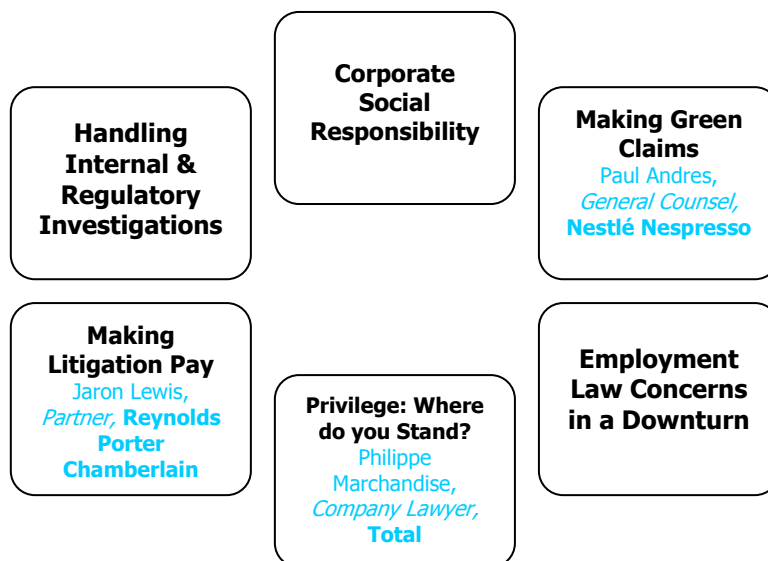 Corporate
Social
Responsibility
Handling
Internal &
Regulatory
Investigations
Making Green
Claims
Paul Andres,
General Counsel,
Nestlé Nespresso
Making
Litigation Pay
Jaron Lewis,
Partner, Reynolds
Porter
Chamberlain
Privilege: Where
do you Stand?
Philippe
Marchandise,
Company Lawyer,
Total
Employment
Law Concerns
in a Downturn